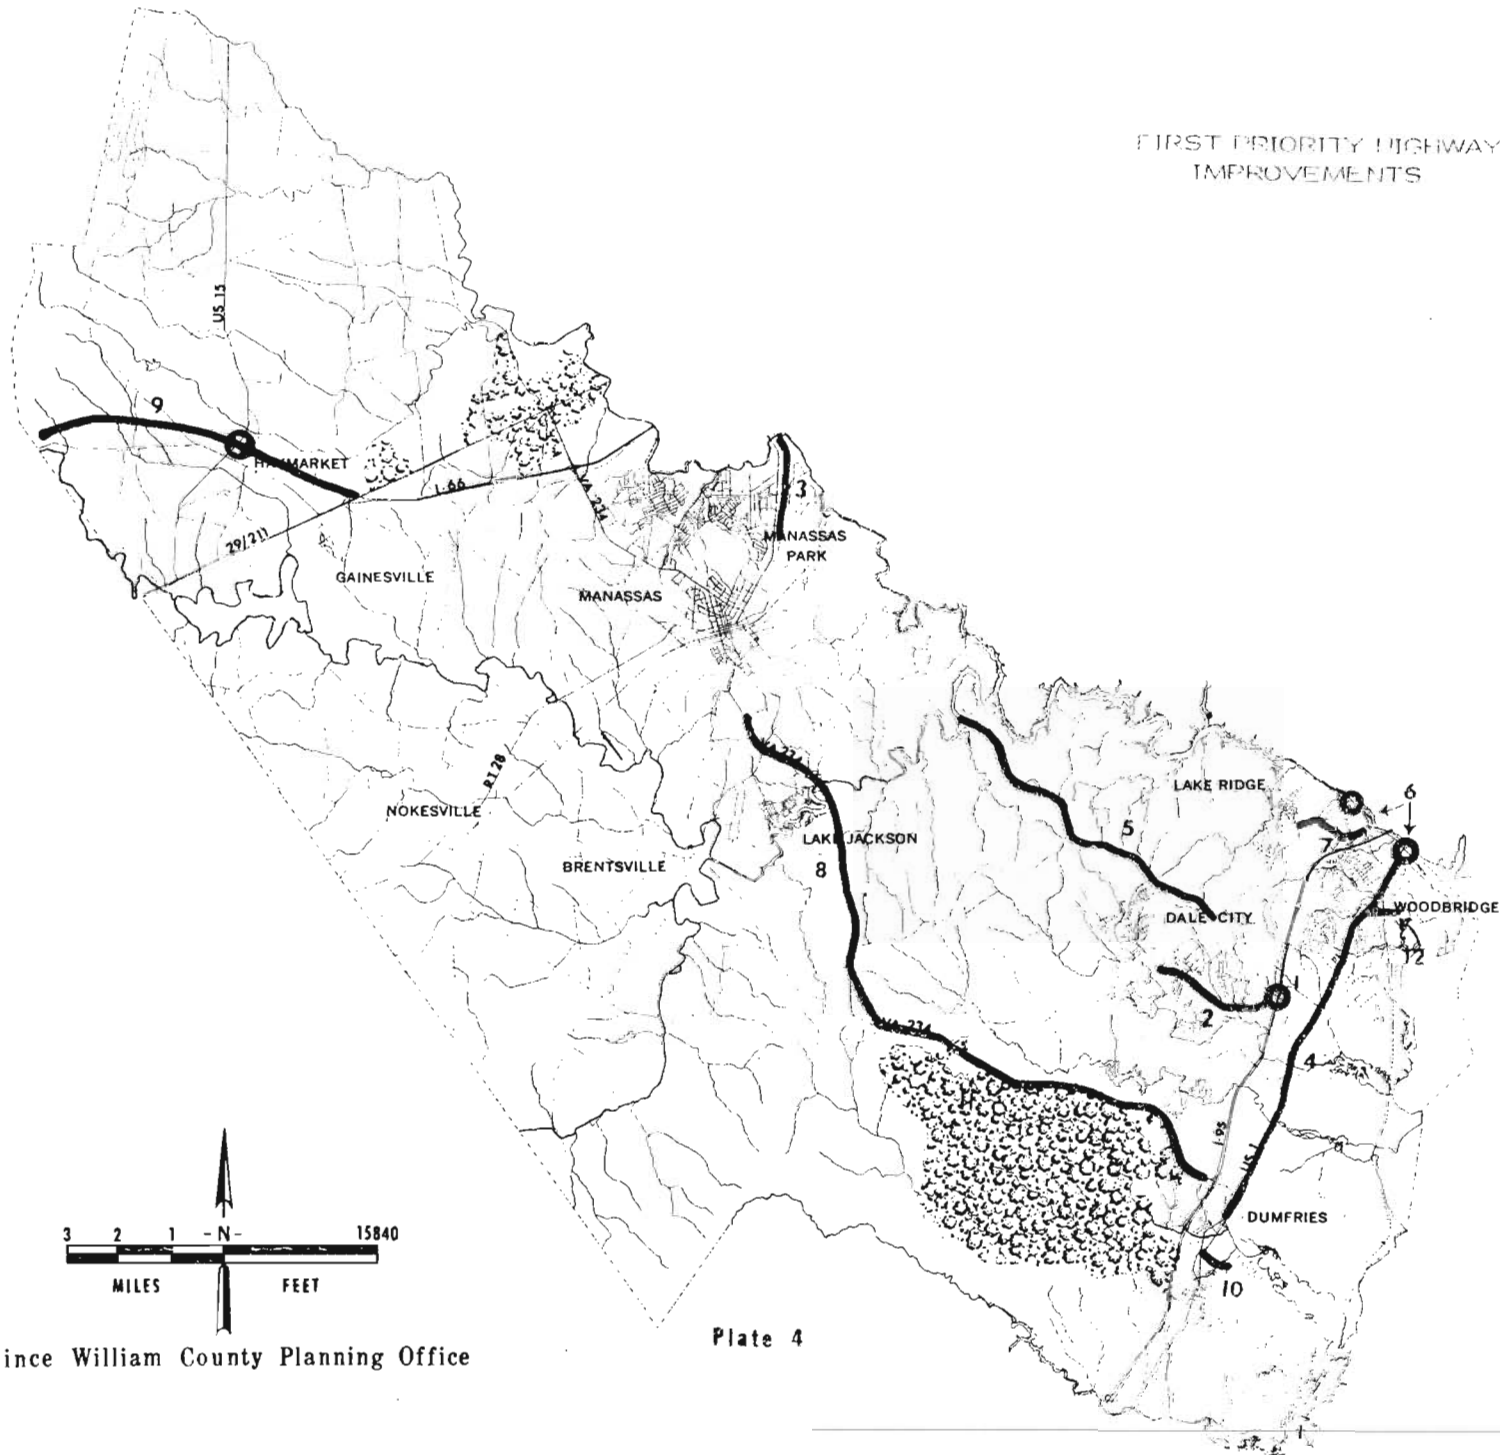 FIRST PRIORITY HIGHWAY
IMPROVEMENTS
US 15
9
HAYMARKET
I-66
VA. 234
3
MANASSAS
PARK
29/211
GAINESVILLE
MANASSAS
RT 28
NOKESVILLE
BRENTSVILLE
VA 234
LAKE JACKSON
8
5
LAKE RIDGE
6
7
WOODBRIDGE
12
DALE CITY
1
2
VA. 234
4
I-95
US 1
DUMFRIES
10
3 2 1 -N- 15840
MILES FEET
Plate 4
ince William County Planning Office